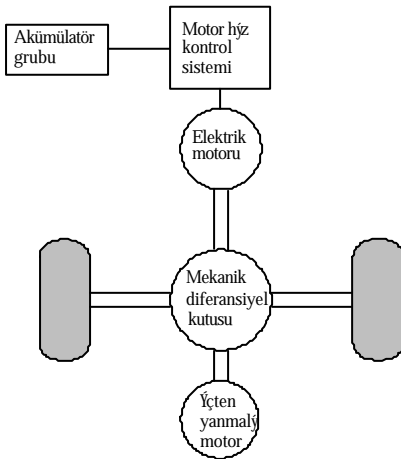 Akümülatör
grubu
Motor hýz
kontrol
sistemi
Elektrik
motoru
Mekanik
diferansiyel
kutusu
Ýçten
yanmalý
motor